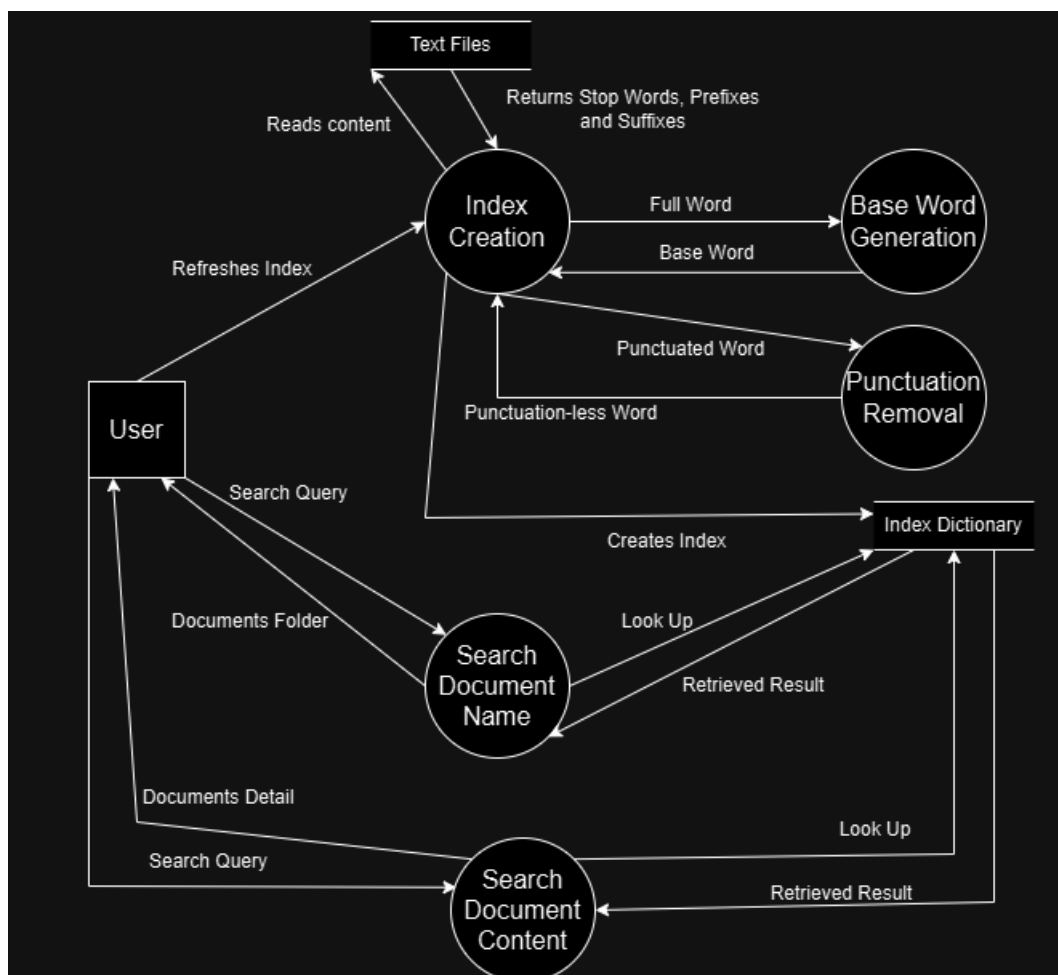 Text Files
Returns Stop Words, Prefixes
and Suffixes
Reads content
Index
Creation
Full Word
Base Word
Generation
Base Word
Refreshes Index
Punctuated Word
Punctuation
Removal
Punctuation-less Word
User
Search Query
Index Dictionary
Creates Index
Documents Folder
Look Up
Search
Document
Name
Retrieved Result
Documents Detail
Look Up
Search Query
Search
Document
Content
Retrieved Result